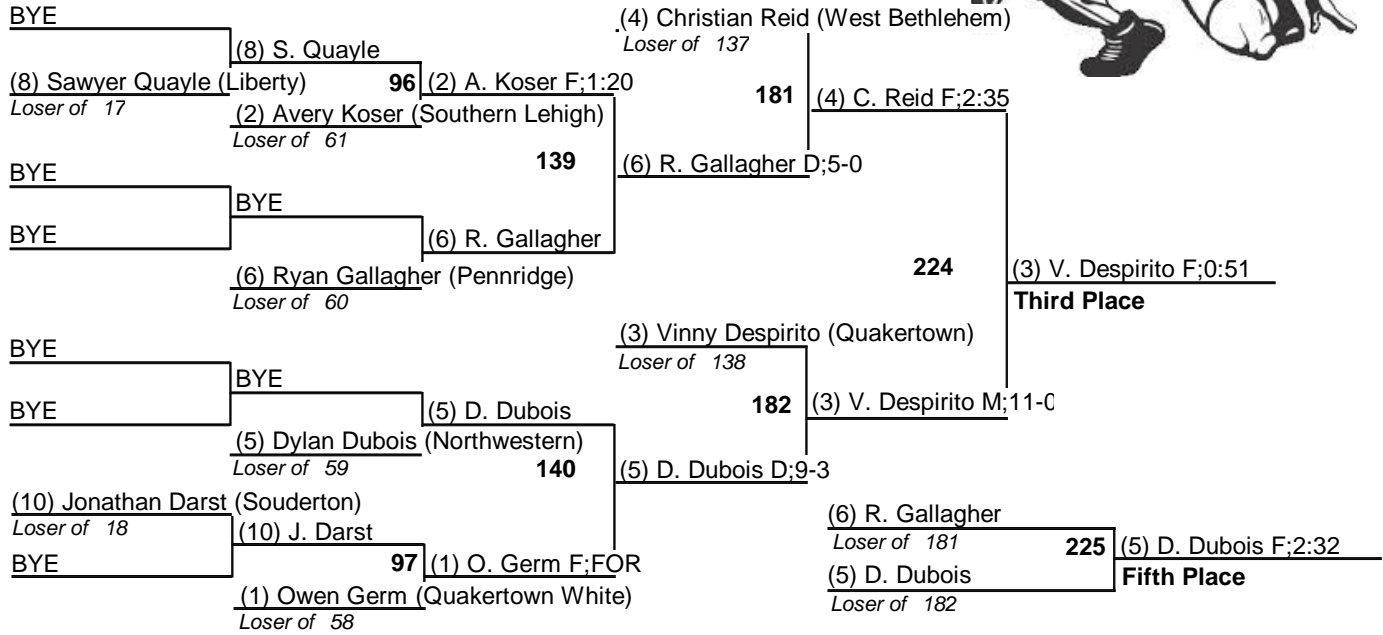 BYE
(8) S. Quayle
(8) Sawyer Quayle (Liberty)
Loser of 17
96
(2) A. Koser F;1:20
(2) Avery Koser (Southern Lehigh)
Loser of 61
139
BYE
BYE
BYE
(6) R. Gallagher
(6) Ryan Gallagher (Pennridge)
Loser of 60
(4) Christian Reid (West Bethlehem)
Loser of 137
181
(4) C. Reid F;2:35
(6) R. Gallagher D;5-0
224
(3) V. Despirito F;0:51
Third Place
BYE
BYE
BYE
(5) D. Dubois
(5) Dylan Dubois (Northwestern)
Loser of 59
140
(5) D. Dubois D;9-3
(3) Vinny Despirito (Quakertown)
Loser of 138
182
(3) V. Despirito M;11-0
(10) Jonathan Darst (Souderton)
Loser of 18
(10) J. Darst
BYE
97
(1) O. Germ F;FOR
(1) Owen Germ (Quakertown White)
Loser of 58
(6) R. Gallagher
Loser of 181
225
(5) D. Dubois F;2:32
(5) D. Dubois
Fifth Place
Loser of 182